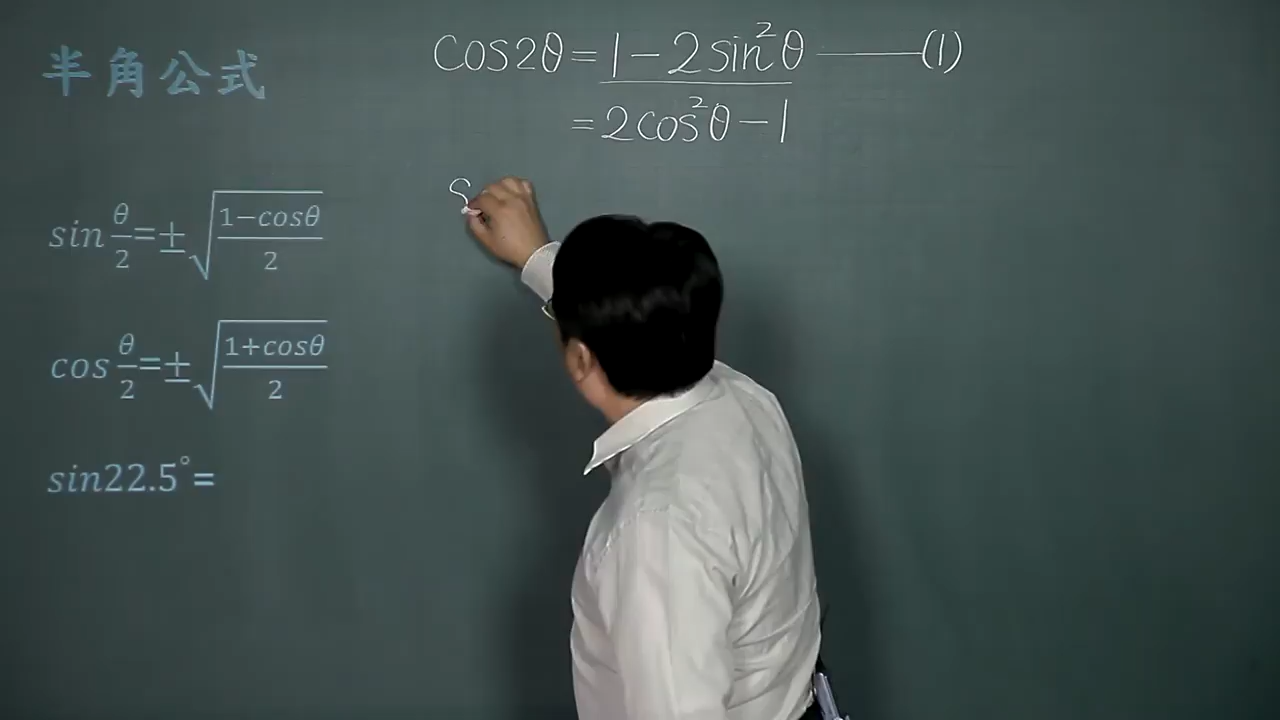 半角公式
sin θ/2=±√((1−cosθ)/2)
cos θ/2=±√((1+cosθ)/2)
sin22.5°=
cos2θ=1−2sin²θ ——(1)
=2cos²θ−1
s